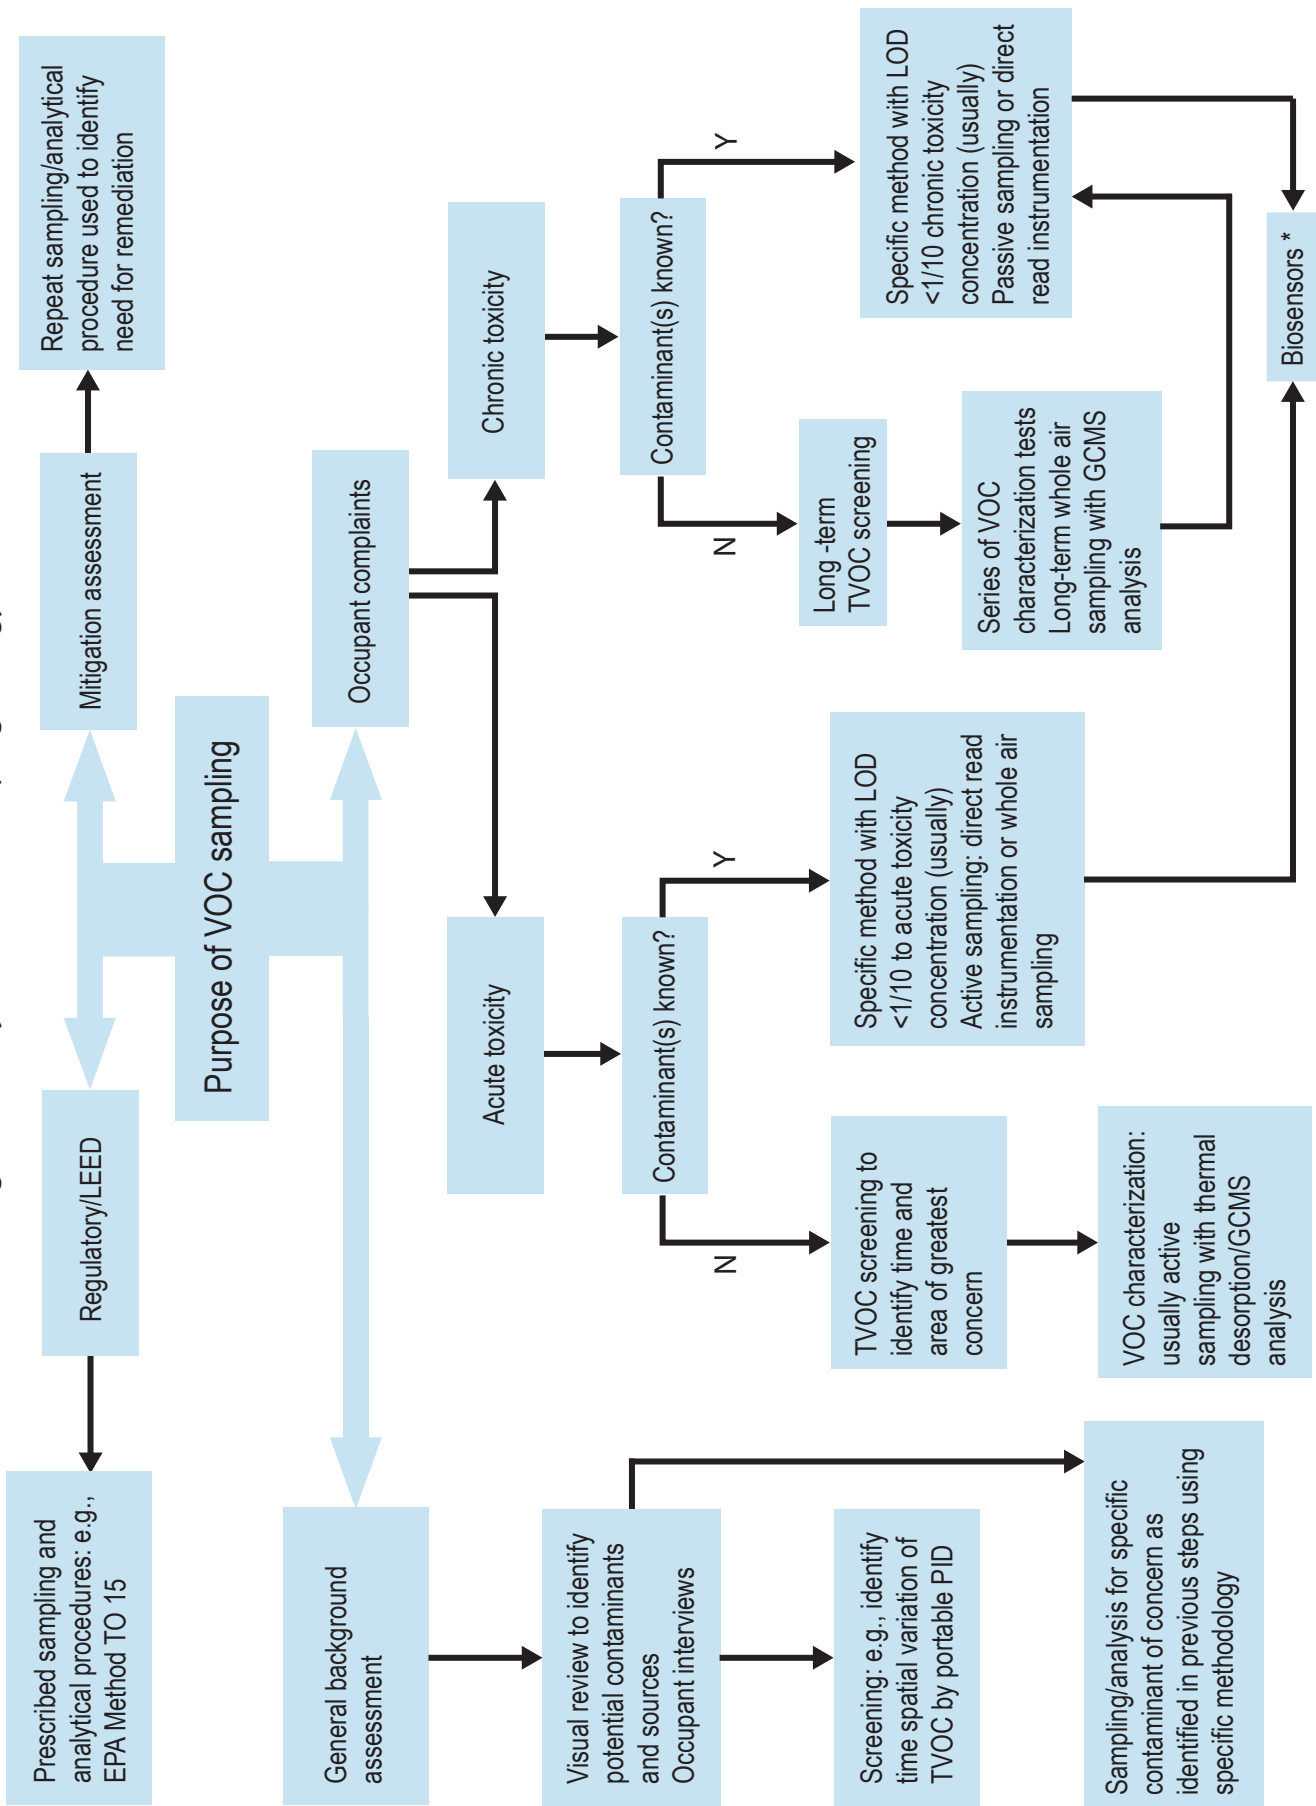 Prescribed sampling and
analytical procedures: e.g.,
EPA Method TO 15
Regulatory/LEED
Mitigation assessment
Repeat sampling/analytical
procedure used to identify
need for remediation
Purpose of VOC sampling
General background
assessment
Occupant complaints
Visual review to identify
potential contaminants
and sources
Occupant interviews
Screening: e.g., identify
time spatial variation of
TVOC by portable PID
Sampling/analysis for specific
contaminant of concern as
identified in previous steps using
specific methodology
Acute toxicity
Chronic toxicity
Contaminant(s) known?
N
Y
TVOC screening to
identify time and
area of greatest
concern
VOC characterization:
usually active
sampling with thermal
desorption/GCMS
analysis
Specific method with LOD
<1/10 to acute toxicity
concentration (usually)
Active sampling: direct read
instrumentation or whole air
sampling
Contaminant(s) known?
N
Y
Long -term
TVOC screening
Series of VOC
characterization tests
Long-term whole air
sampling with GCMS
analysis
Specific method with LOD
<1/10 chronic toxicity
concentration (usually)
Passive sampling or direct
read instrumentation
Biosensors *